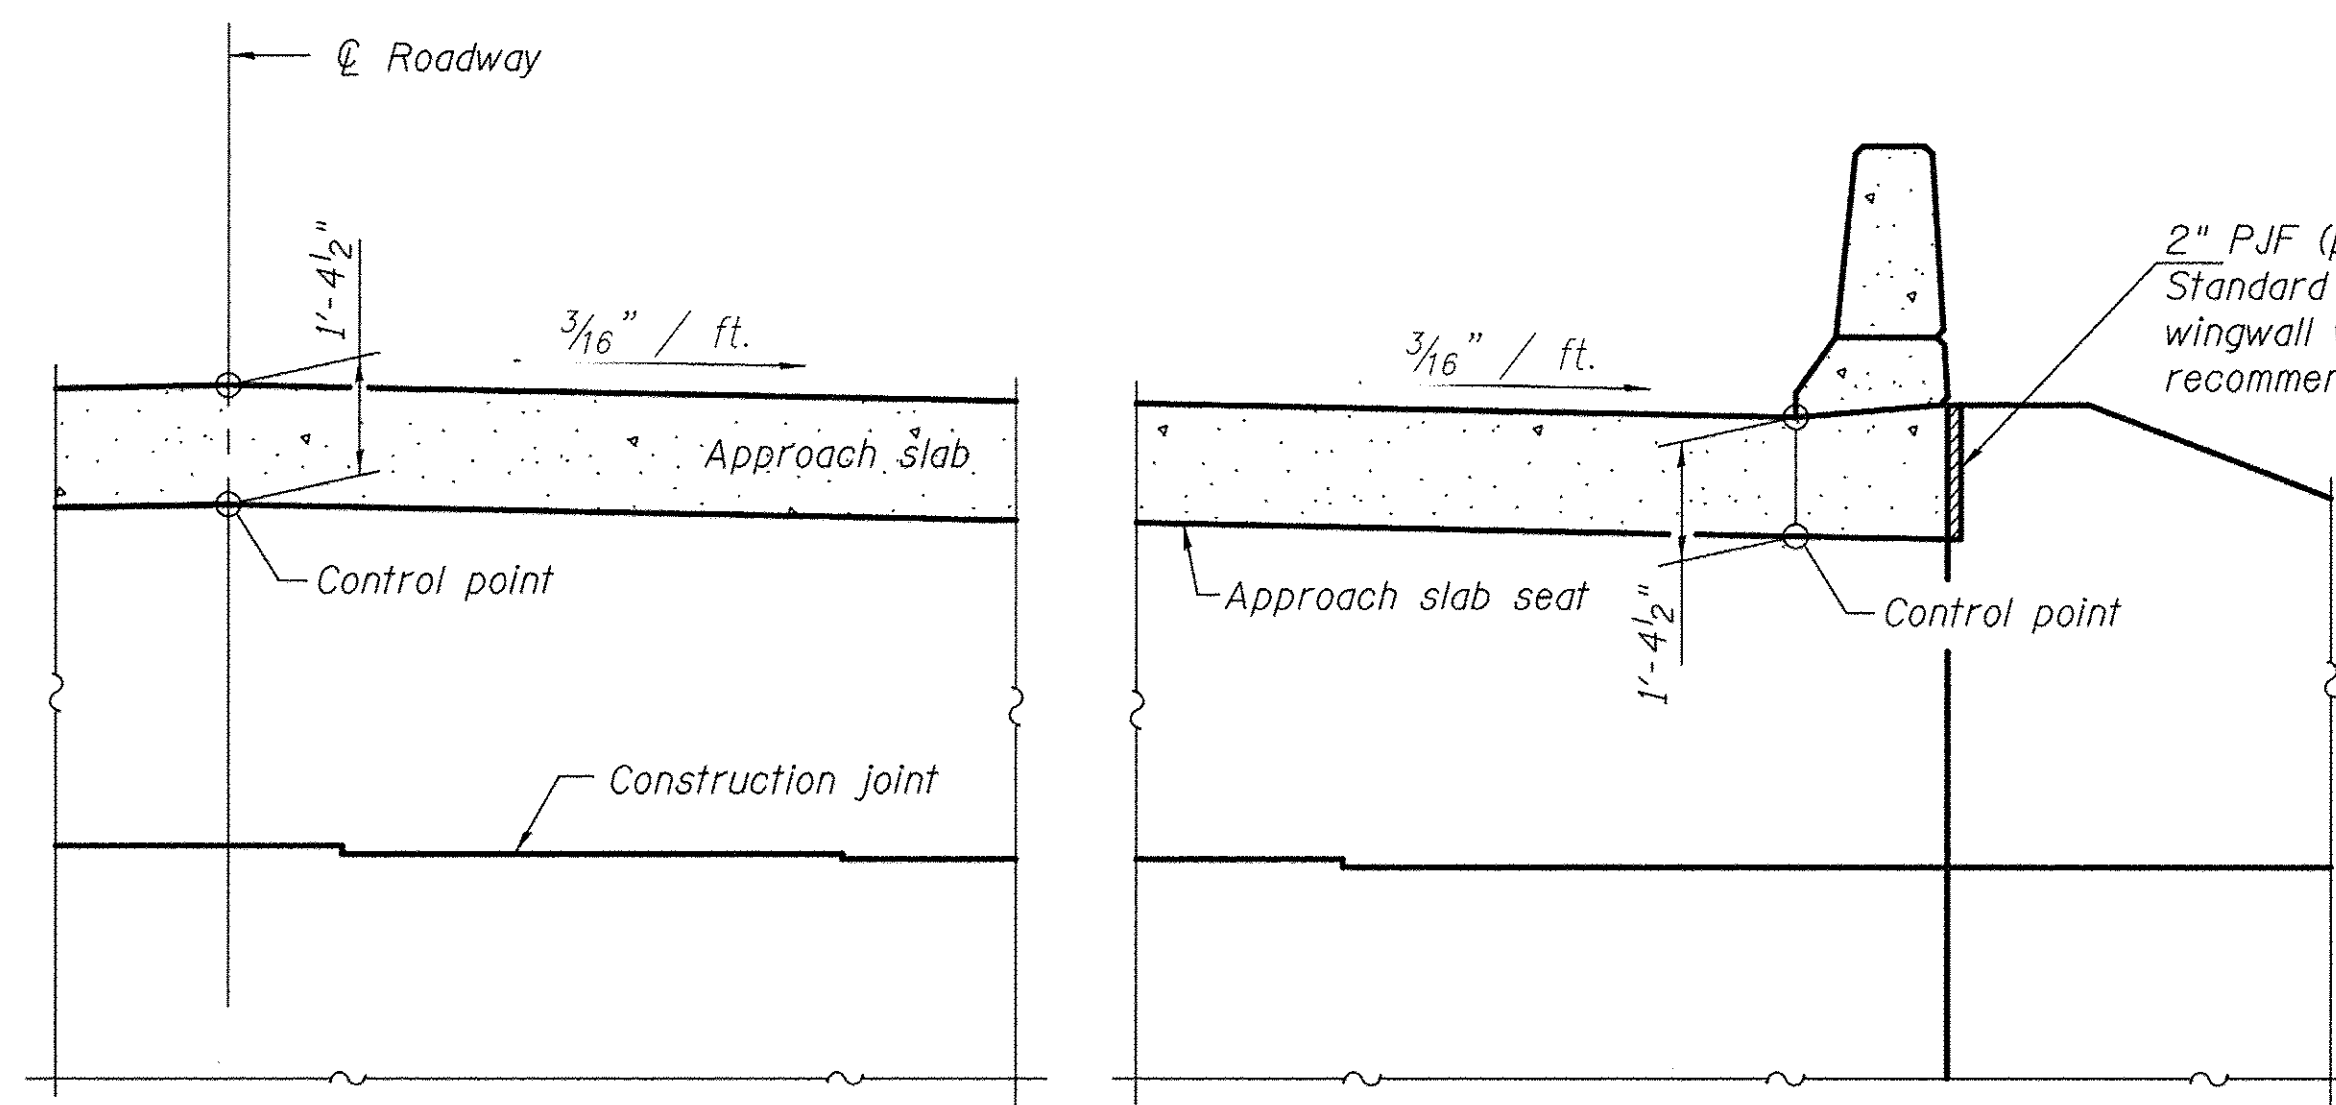 ℄ Roadway
1'-4½"
3/16" / ft.
Approach slab
Control point
Construction joint
3/16" / ft.
2" PJF
Standard
wingwall
Approach slab seat
1'-4½"
Control point